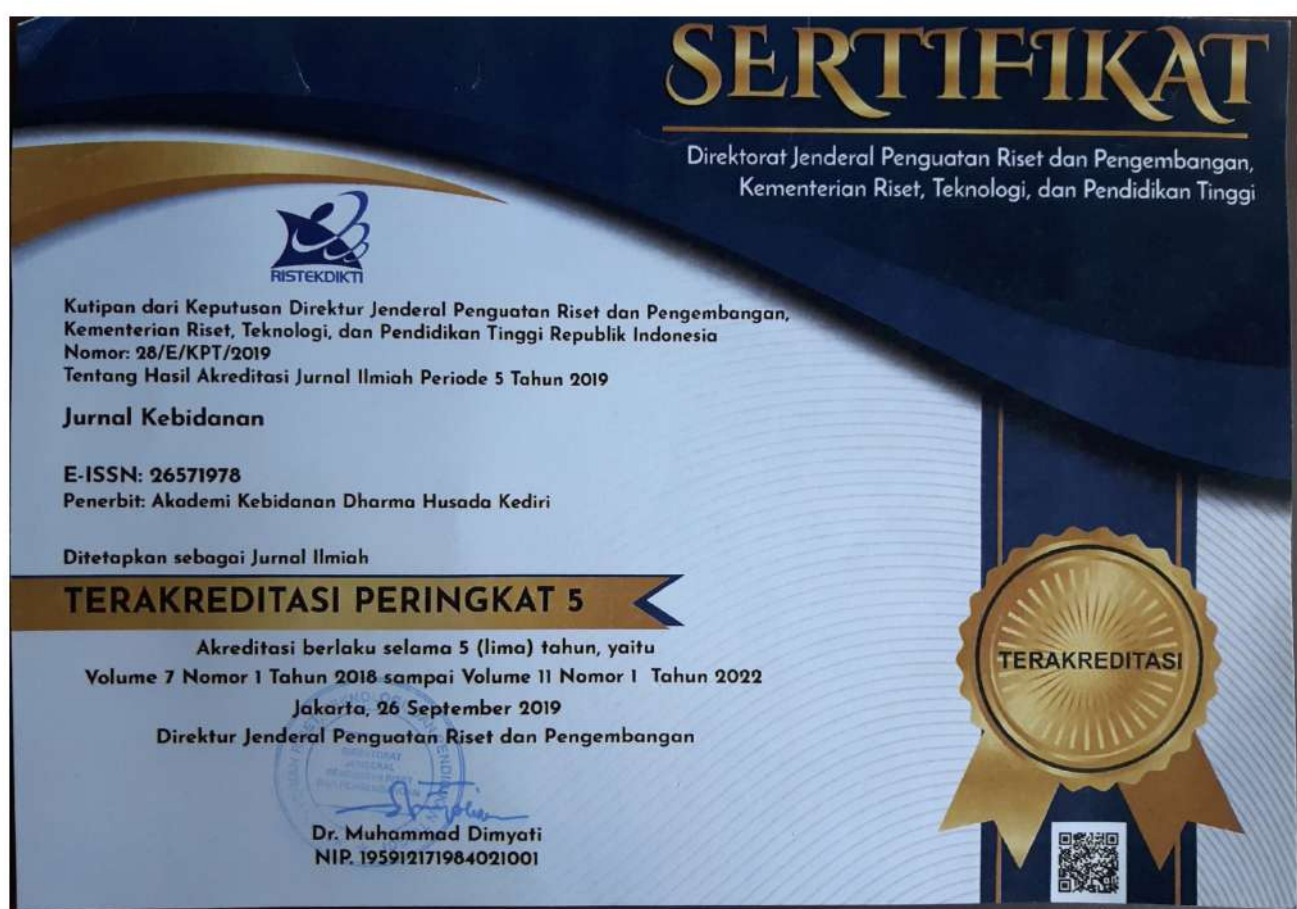 SERTIFIKAT
Direktorat Jenderal Penguatan Riset dan Pengembangan,
Kementerian Riset, Teknologi, dan Pendidikan Tinggi
RISTEKDIKTI
Kutipan dari Keputusan Direktur Jenderal Penguatan Riset dan Pengembangan,
Kementerian Riset, Teknologi, dan Pendidikan Tinggi Republik Indonesia
Nomor: 28/E/KPT/2019
Tentang Hasil Akreditasi Jurnal Ilmiah Periode 5 Tahun 2019
Jurnal Kebidanan
E-ISSN: 26571978
Penerbit: Akademi Kebidanan Dharma Husada Kediri
Ditetapkan sebagai Jurnal Ilmiah
TERAKREDITASI PERINGKAT 5
Akreditasi berlaku selama 5 (lima) tahun, yaitu
Volume 7 Nomor 1 Tahun 2018 sampai Volume 11 Nomor 1 Tahun 2022
Jakarta, 26 September 2019
Direktur Jenderal Penguatan Riset dan Pengembangan
Dr. Muhammad Dimyati
NIP. 195912171984021001
TERAKREDITASI